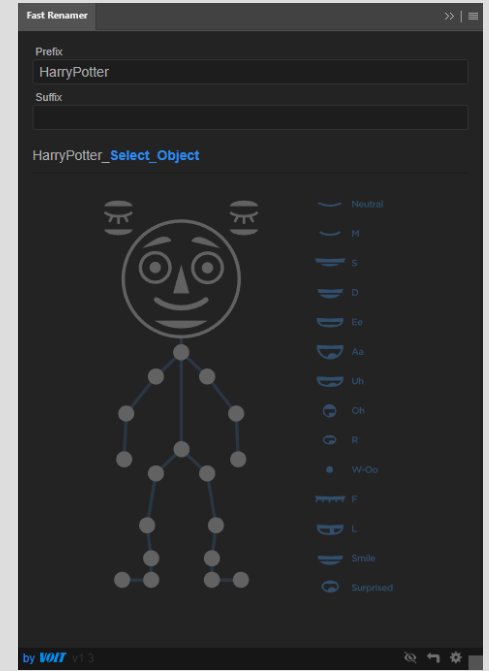 Fast Renamer
Prefix
HarryPotter
Suffix
HarryPotter_Select_Object
Neutral
M
S
D
Ee
Aa
Uh
Oh
R
W-Oo
F
L
Smile
Surprised
by VOIT v1.3